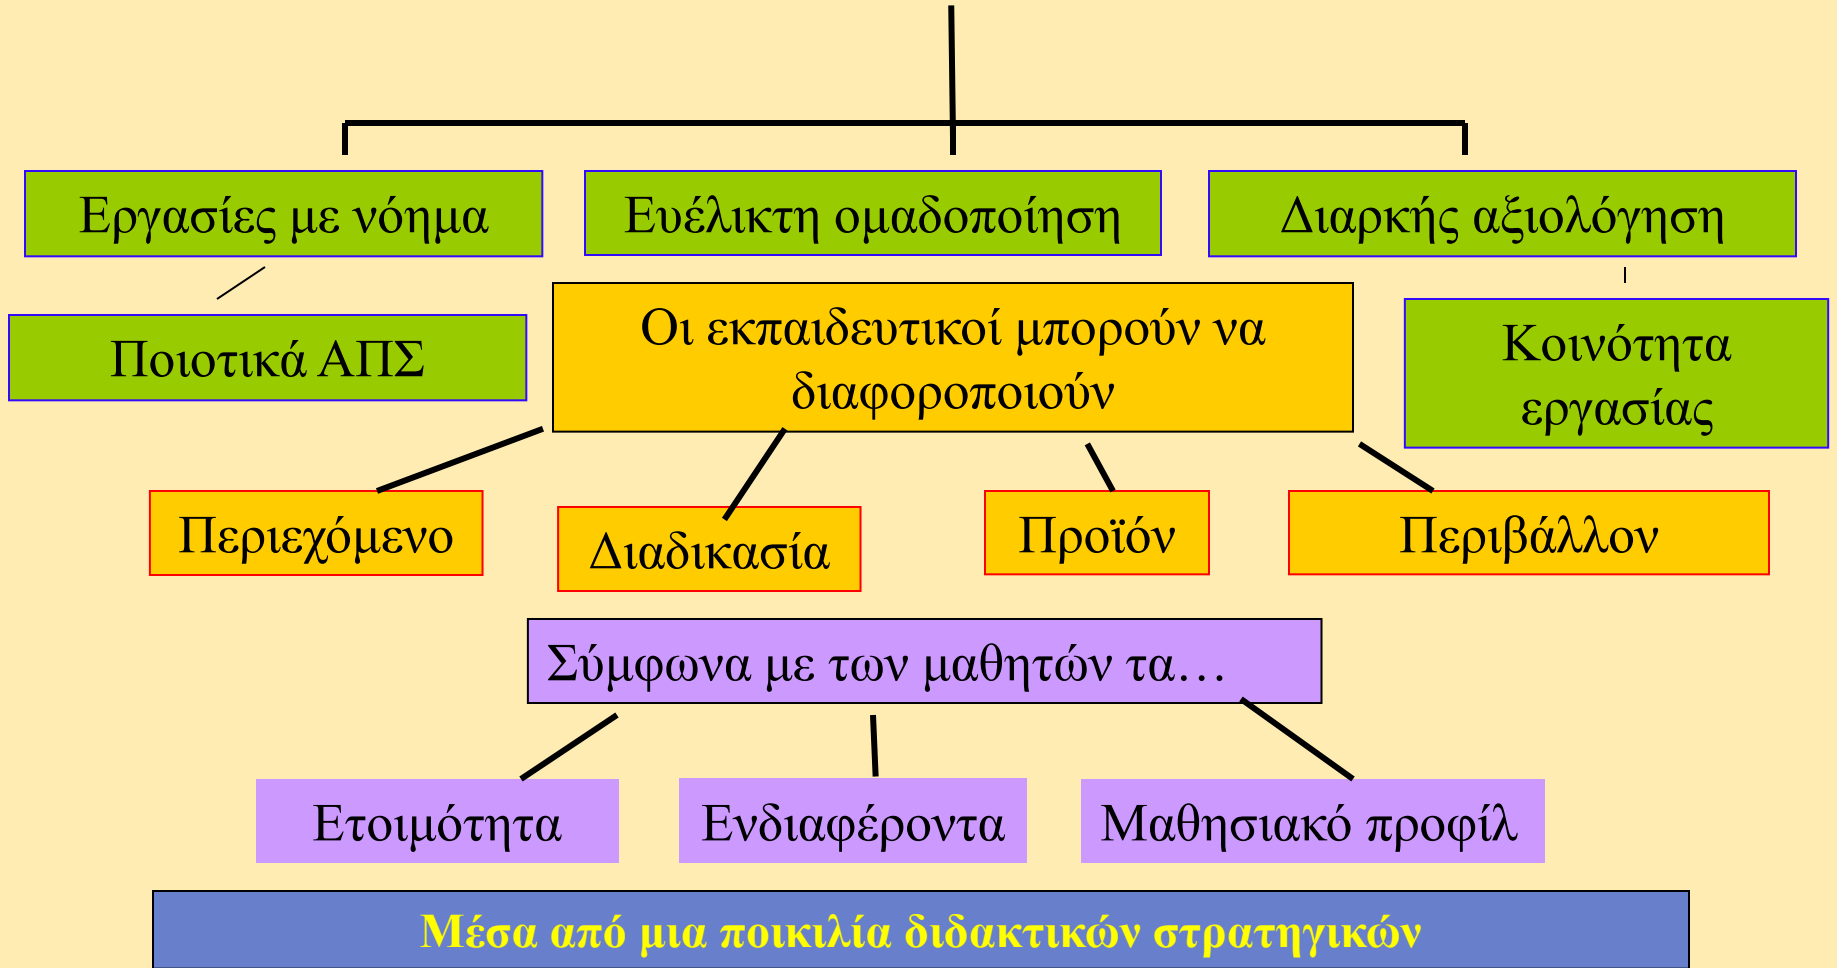 Εργασίες με νόημα
Ευέλικτη ομαδοποίηση
Διαρκής αξιολόγηση
Ποιοτικά ΑΠΣ
Οι εκπαιδευτικοί μπορούν να
διαφοροποιούν
Κοινότητα
εργασίας
Περιεχόμενο
Διαδικασία
Προϊόν
Περιβάλλον
Σύμφωνα με των μαθητών τα…
Ετοιμότητα
Ενδιαφέροντα
Μαθησιακό προφίλ
Μέσα από μια ποικιλία διδακτικών στρατηγικών